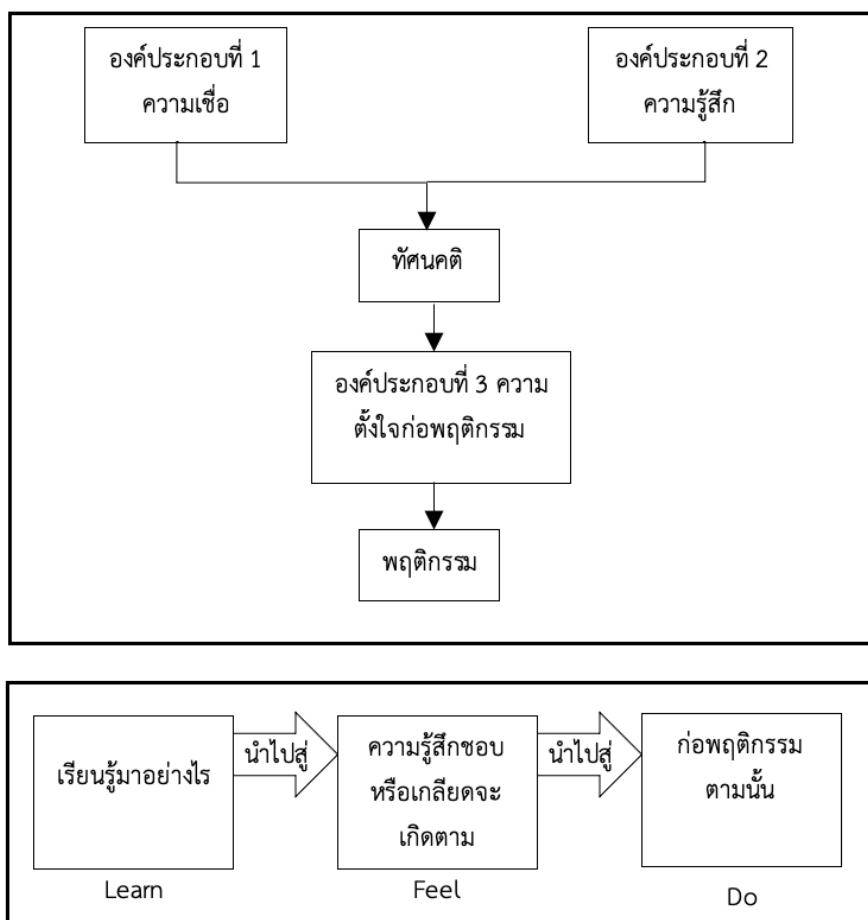 องค์ประกอบที่ 1
ความเชื่อ
องค์ประกอบที่ 2
ความรู้สึก
ทัศนคติ
องค์ประกอบที่ 3 ความ
ตั้งใจก่อพฤติกรรม
พฤติกรรม
เรียนรู้มาอย่างไร
นำไปสู่
ความรู้สึกชอบ
หรือเกลียดจะ
เกิดตาม
นำไปสู่
ก่อพฤติกรรม
ตามนั้น
Learn
Feel
Do